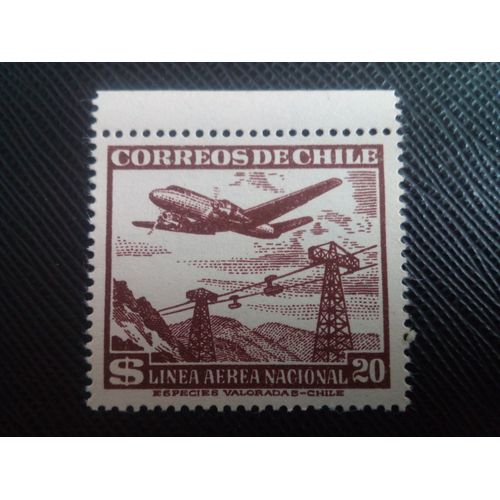 CORREOS DE CHILE
$ LINEA AEREA NACIONAL 20
ESPECIES VALORADAS-CHILE